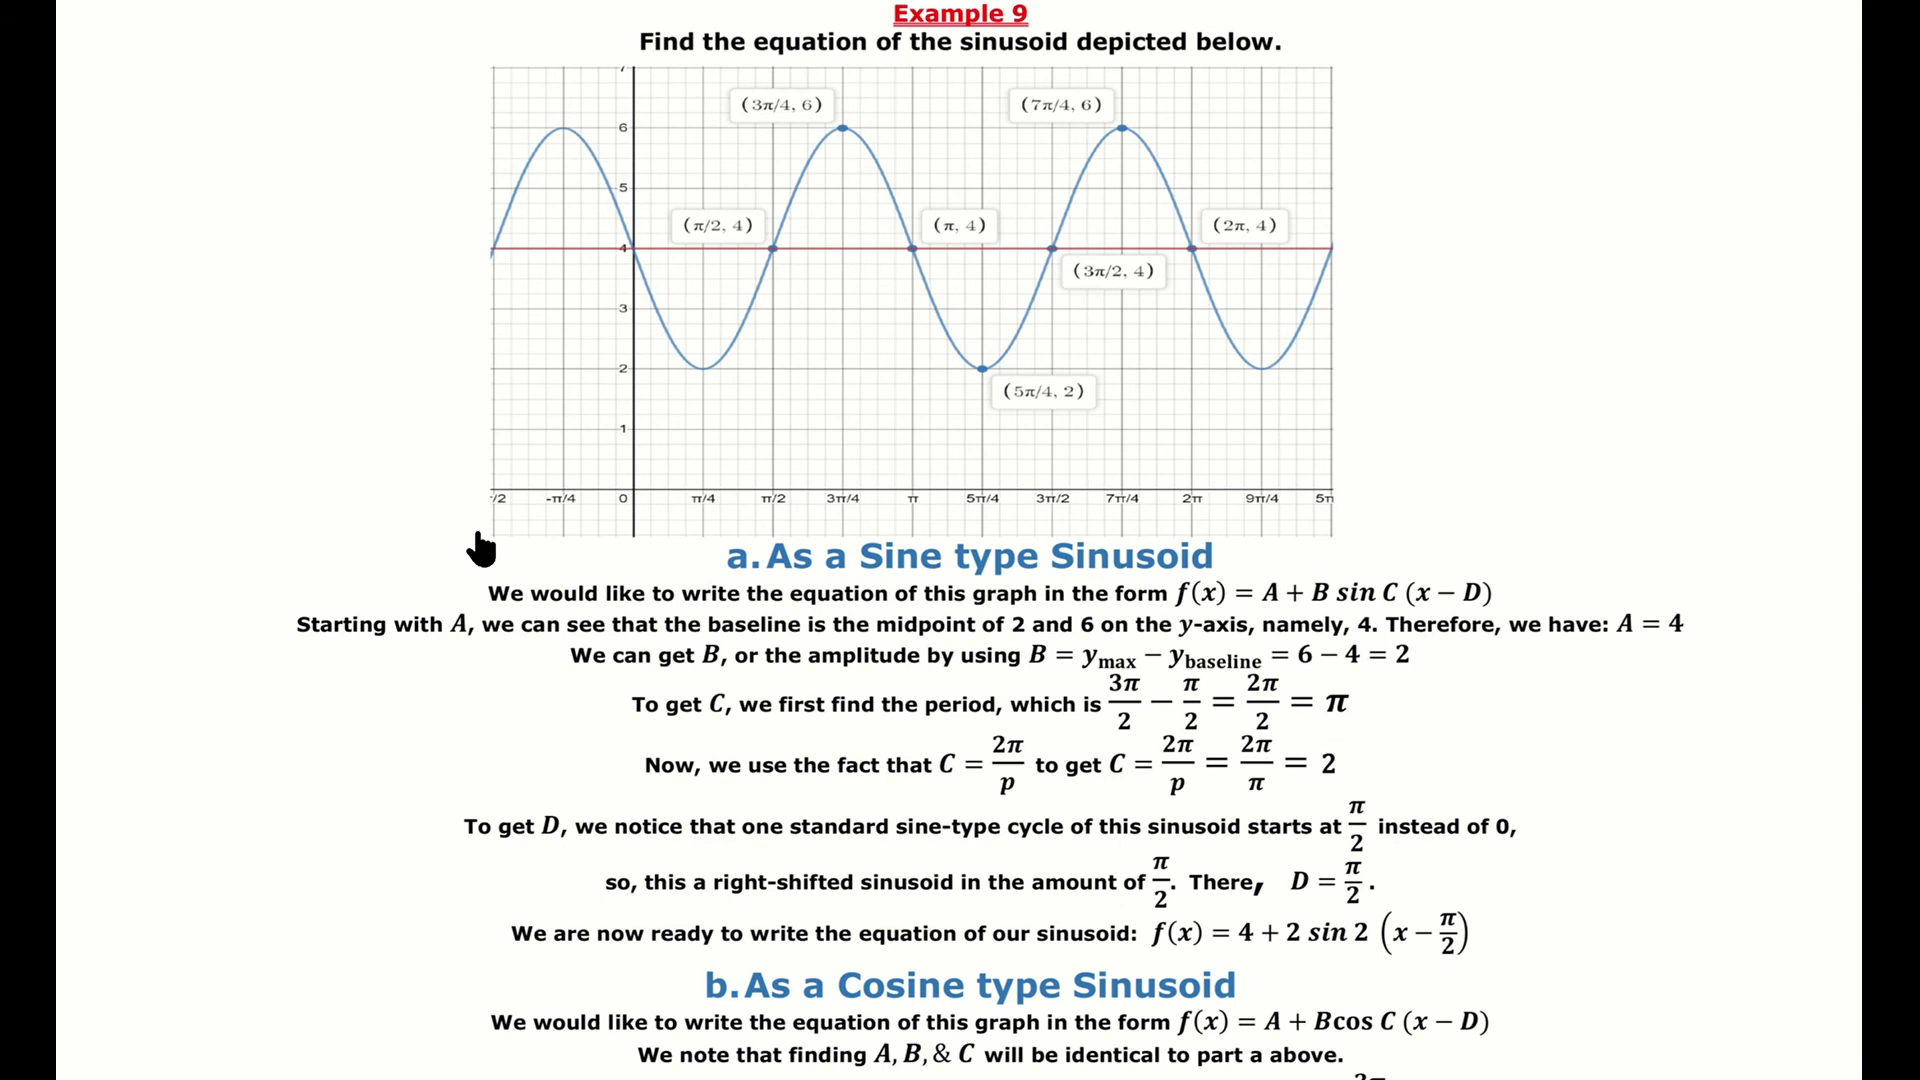 Example 9
Find the equation of the sinusoid depicted below.
7
(3π/4, 6)
(7π/4, 6)
6
5
(π/2, 4)
(π, 4)
(2π, 4)
4
(3π/2, 4)
3
2
(5π/4, 2)
1
π/2 -π/4 0 π/4 π/2 3π/4 π 5π/4 3π/2 7π/4 2π 9π/4 5π
a. As a Sine type Sinusoid
We would like to write the equation of this graph in the form f(x) = A + B sin C (x − D)
Starting with A, we can see that the baseline is the midpoint of 2 and 6 on the y-axis, namely, 4. Therefore, we have: A = 4
We can get B, or the amplitude by using B = ymax − ybaseline = 6 − 4 = 2
To get C, we first find the period, which is 3π/2 − π/2 = 2π/2 = π
Now, we use the fact that C = 2π/p to get C = 2π/p = 2π/π = 2
To get D, we notice that one standard sine-type cycle of this sinusoid starts at π/2 instead of 0,
so, this a right-shifted sinusoid in the amount of π/2. There, D = π/2.
We are now ready to write the equation of our sinusoid: f(x) = 4 + 2 sin 2 (x − π/2)
b. As a Cosine type Sinusoid
We would like to write the equation of this graph in the form f(x) = A + Bcos C (x − D)
We note that finding A, B, & C will be identical to part a above.